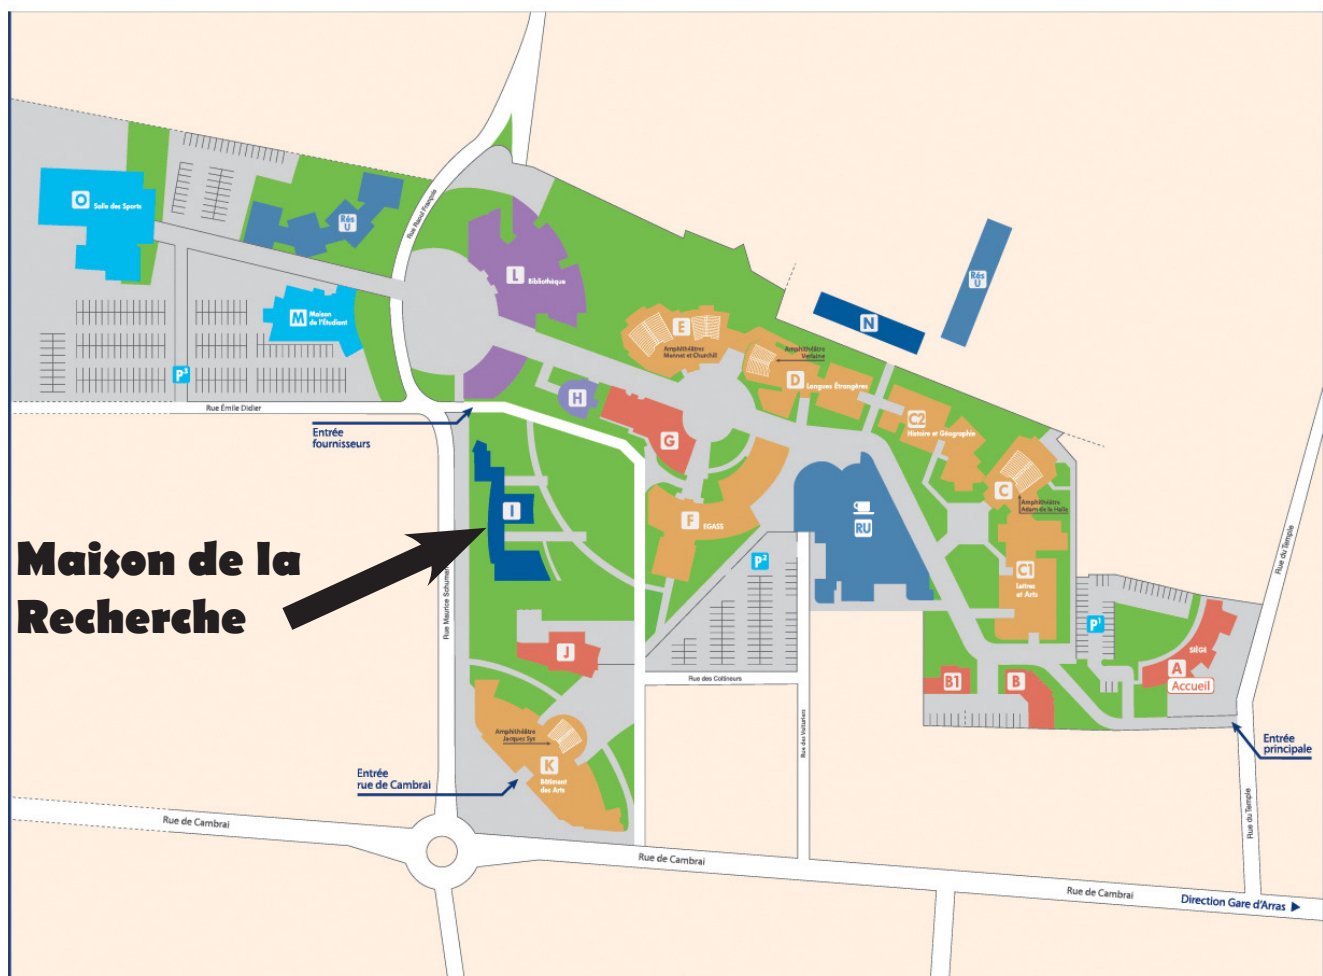 O
Salle des Sports
Rés
U
Rue Raoul François
L
Bibliothèque
M
Maison
de l'Étudiant
P³
Rue Émile Didier
Entrée
fournisseurs
E
Amphithéâtres
Marivet et Churchill
Amphithéâtre
Verlaine
D
Langues Étrangères
N
Rés
U
H
G
C2
Histoire et Géographie
C
Amphithéâtre
Adam de la Halle
F
EGASS
RU
P²
C1
Lettres
et Arts
P¹
I
Maison de la
Recherche
Rue Maurice Schumann
J
Rue des Coltineurs
Rue des Voituriers
B1
B
SIÈGE
A
Accueil
Rue du Temple
Entrée
principale
Amphithéâtre
Jacques Sys
K
Bâtiment
des Arts
Entrée
rue de Cambrai
Rue de Cambrai
Rue de Cambrai
Rue de Cambrai
Rue du Temple
Direction Gare d'Arras